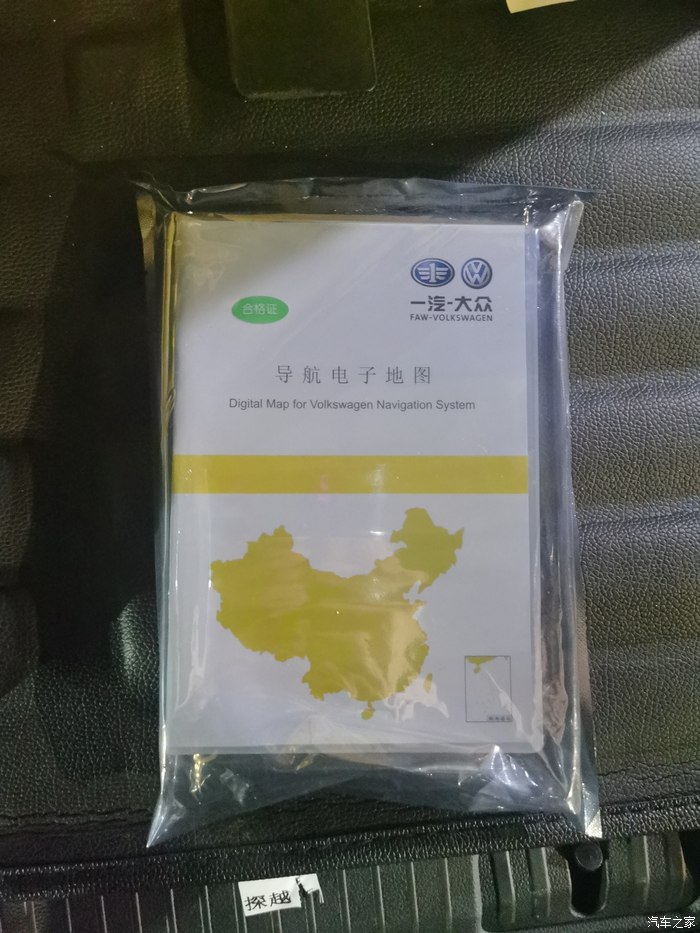 一汽-大众
FAW-VOLKSWAGEN
合格证
导航电子地图
Digital Map for Volkswagen Navigation System
探越
汽车之家